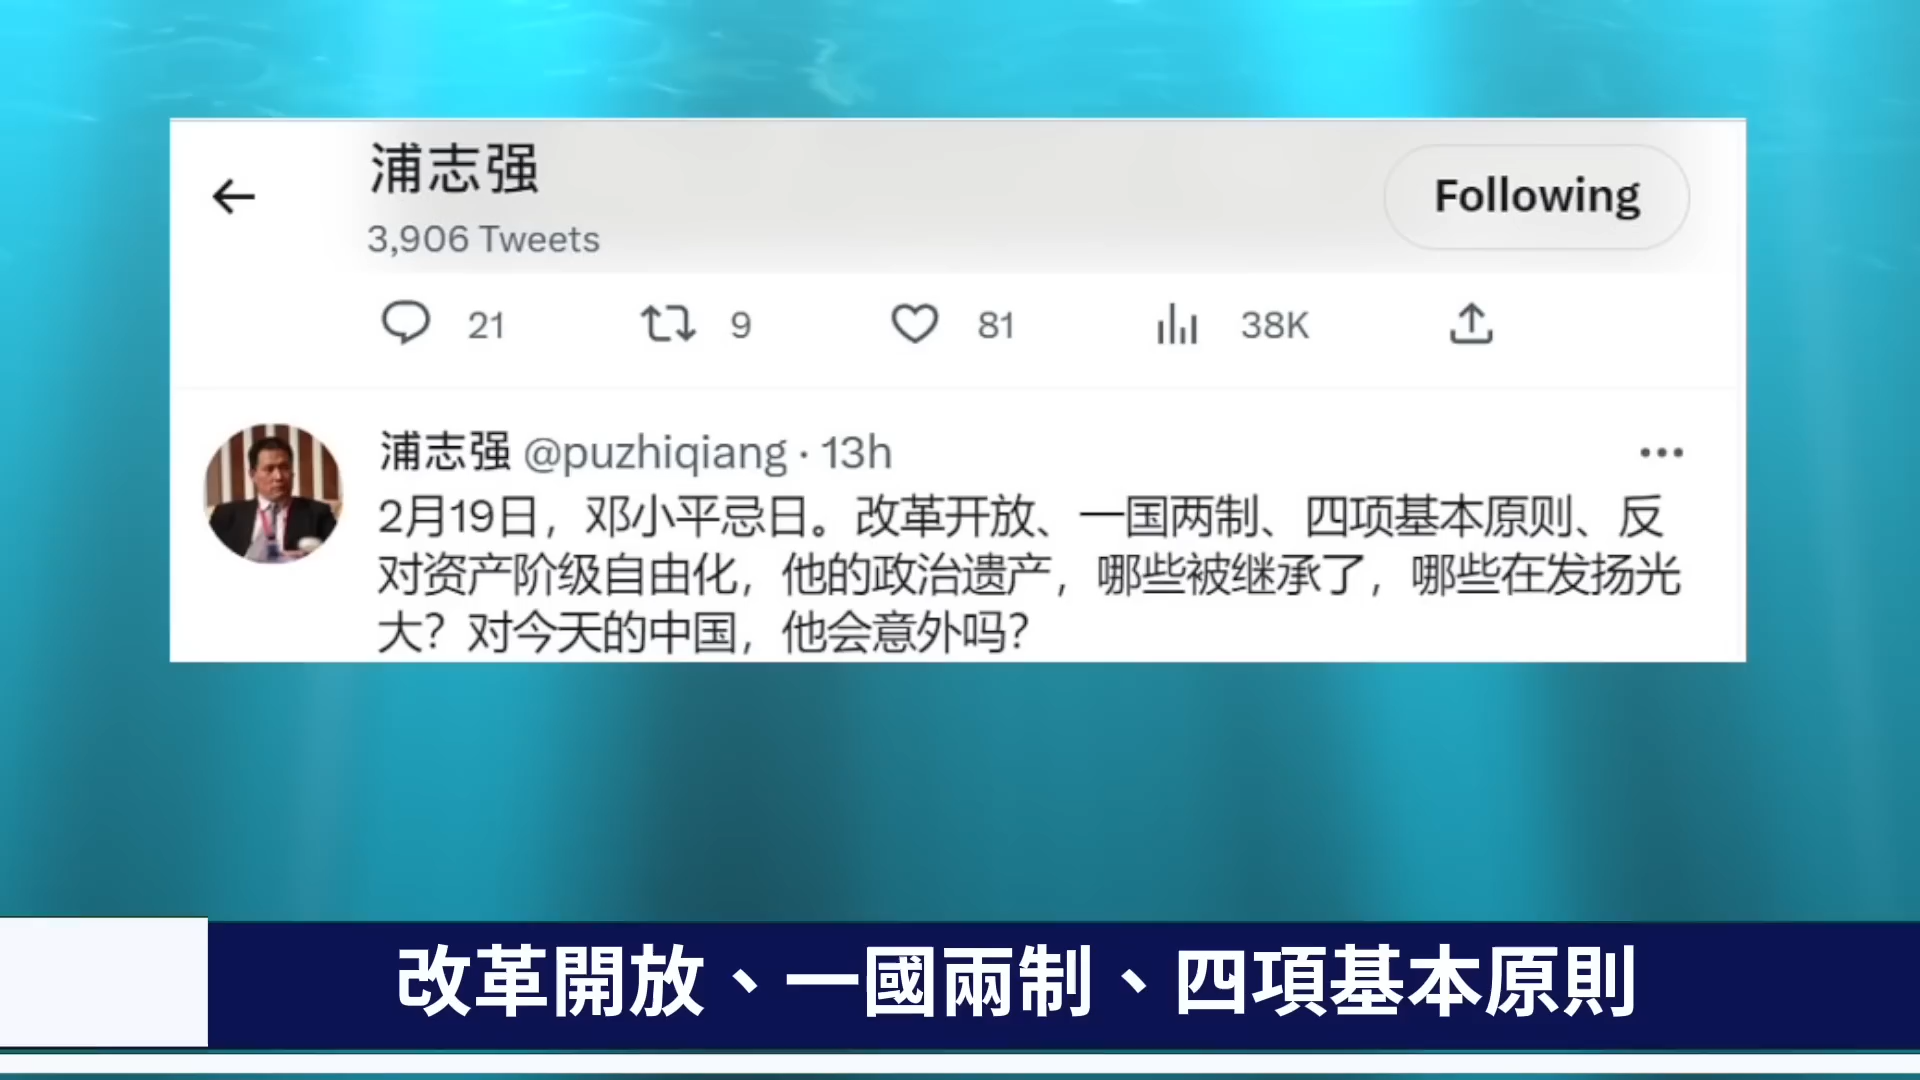 浦志强
3,906 Tweets
Following
21 9 81 38K
浦志强 @puzhiqiang · 13h
2月19日，邓小平忌日。改革开放、一国两制、四项基本原则、反
对资产阶级自由化，他的政治遗产，哪些被继承了，哪些在发扬光
大？对今天的中国，他会意外吗？
改革開放、一國兩制、四項基本原則